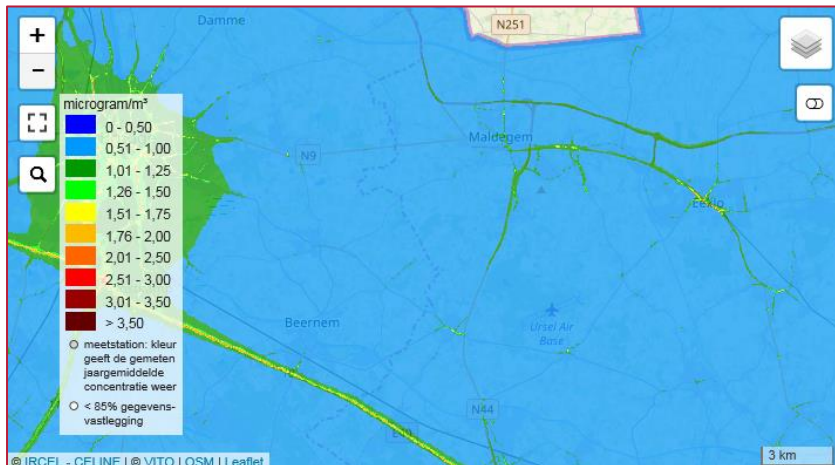 Damme
N251
+
−
microgram/m³
0 - 0,50
0,51 - 1,00
1,01 - 1,25
1,26 - 1,50
1,51 - 1,75
1,76 - 2,00
2,01 - 2,50
2,51 - 3,00
3,01 - 3,50
> 3,50
meetstation: kleur
geeft de gemeten
jaargemiddelde
concentratie weer
< 85% gegevens-
vastlegging
Maldegem
N9
Eeklo
Beernem
Ursel Air
Base
N44
E40
3 km
© IRCEL - CELINE | © VITO | OSM | Leaflet